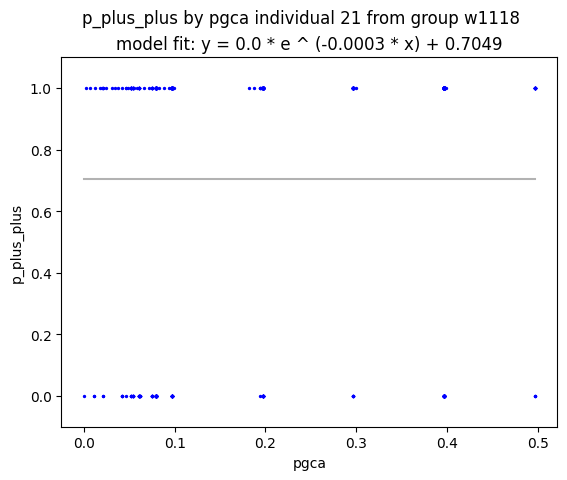 p_plus_plus by pgca individual 21 from group w1118
model fit: y = 0.0 * e ^ (-0.0003 * x) + 0.7049
1.0
0.8
0.6
0.4
0.2
0.0
p_plus_plus
0.0 0.1 0.2 0.3 0.4 0.5
pgca